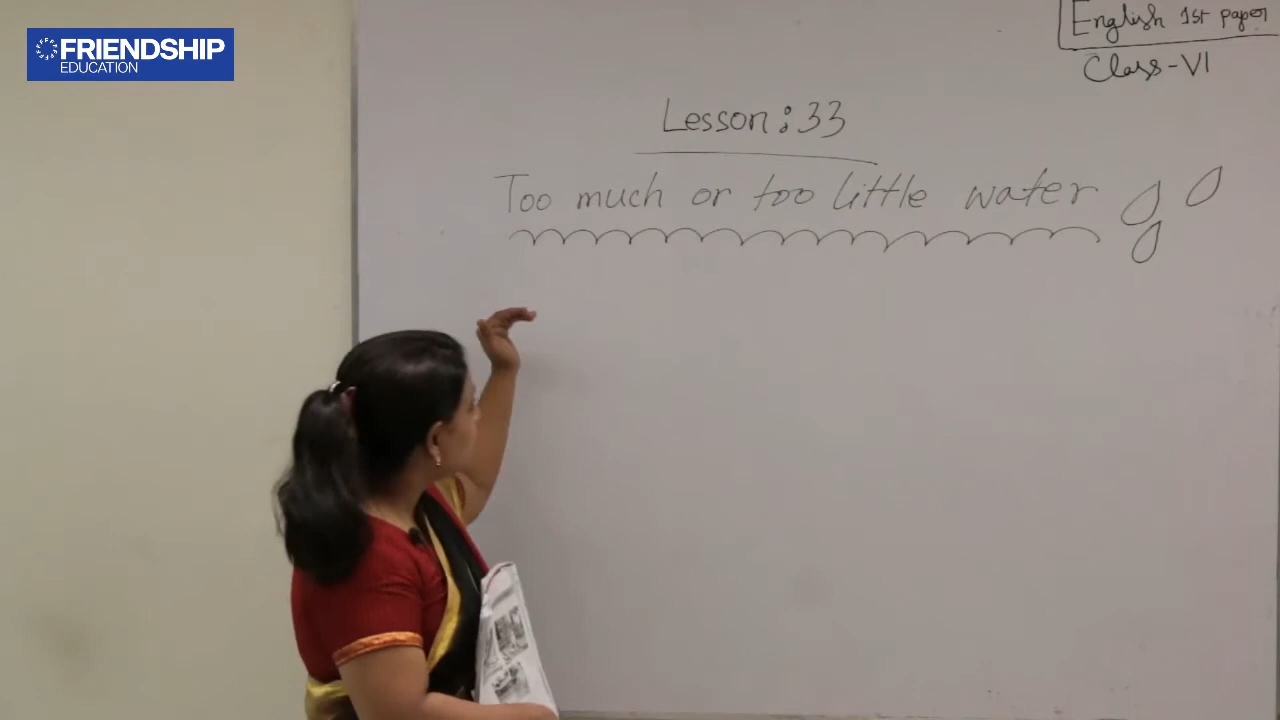 FRIENDSHIP
EDUCATION
English 1st paper
Class-VI
Lesson: 33
Too much or too little water